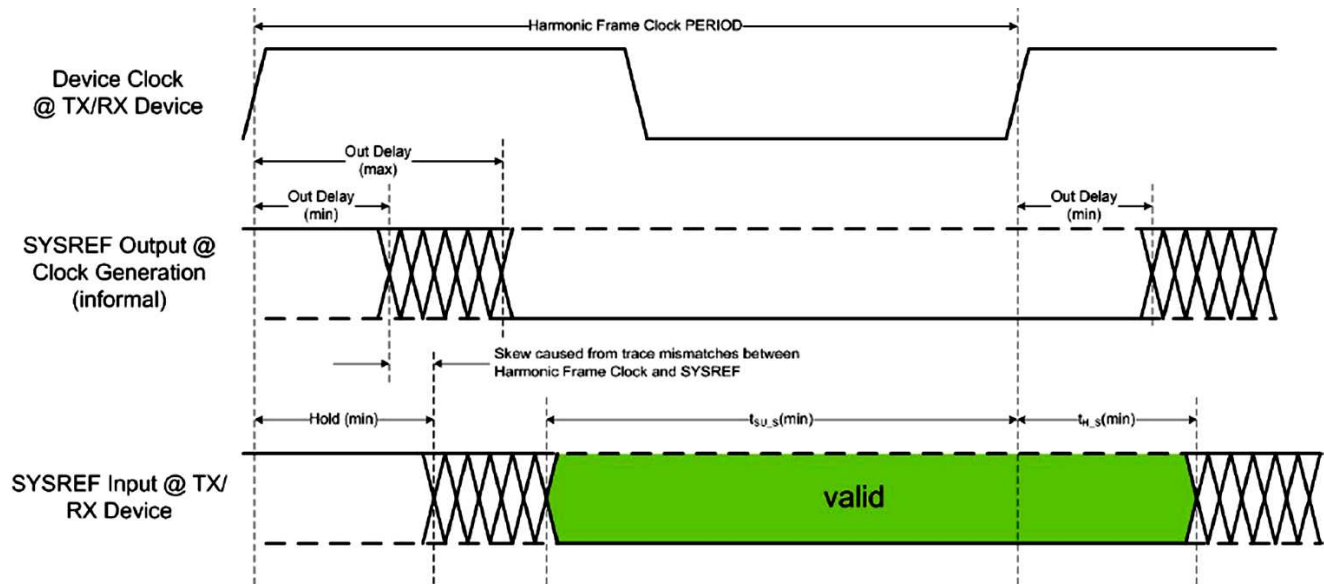 Harmonic Frame Clock PERIOD
Device Clock
@ TX/RX Device
Out Delay
(max)
Out Delay
(min)
Out Delay
(min)
SYSREF Output @
Clock Generation
(informal)
Skew caused from trace mismatches between
Harmonic Frame Clock and SYSREF
Hold (min)
tSU_S(min)
tH_S(min)
SYSREF Input @ TX/
RX Device
valid